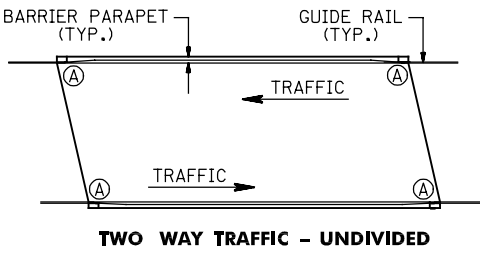 BARRIER PARAPET
(TYP.)
GUIDE RAIL
(TYP.)
A
A
TRAFFIC
TRAFFIC
A
A
TWO WAY TRAFFIC - UNDIVIDED